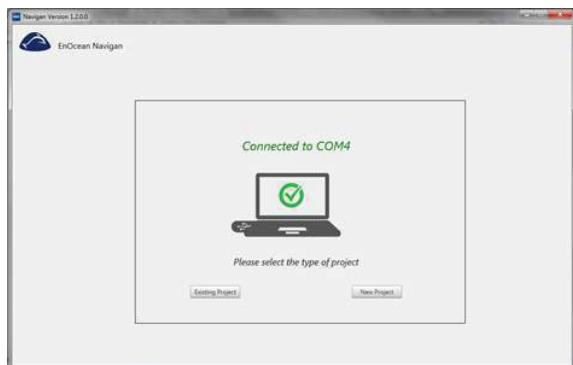 Navigan Version 1.2.0.0
EnOcean Navigan
Connected to COM4
Please select the type of project
Existing Project
New Project